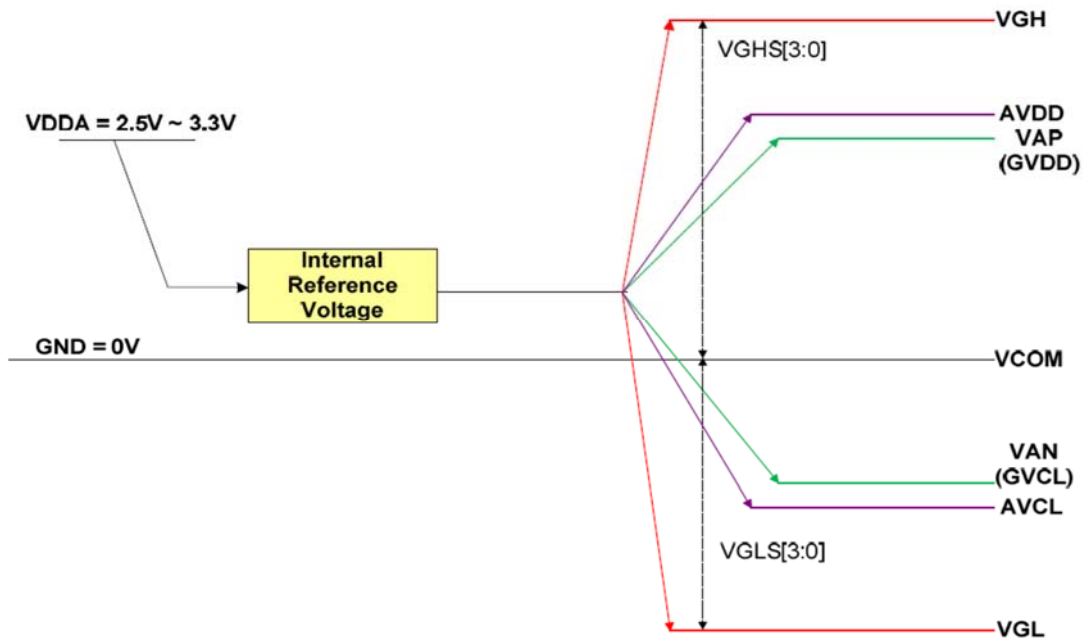 VGH
VGHS[3:0]
VDDA = 2.5V ~ 3.3V
AVDD
VAP
(GVDD)
Internal
Reference
Voltage
GND = 0V
VCOM
VAN
(GVCL)
AVCL
VGLS[3:0]
VGL